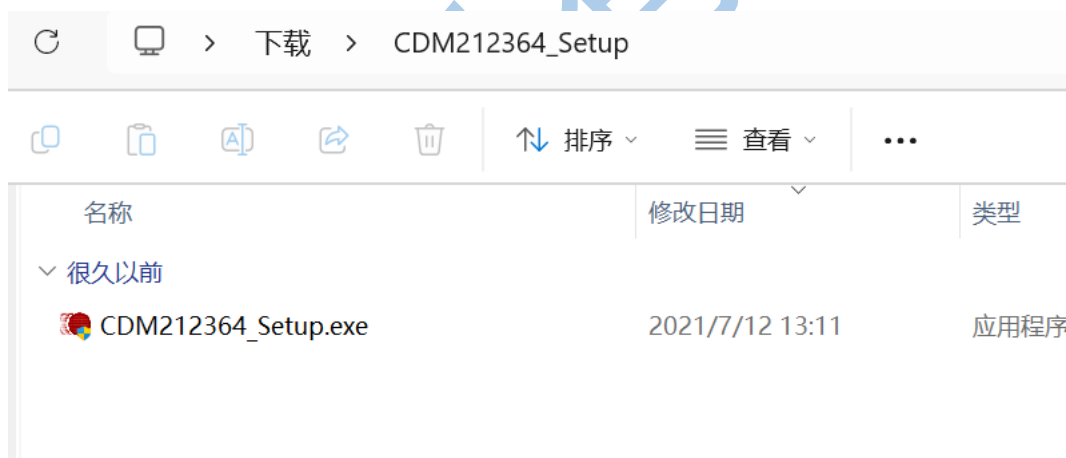 下载 > CDM212364_Setup
排序 查看 •••
名称 修改日期 类型
很久以前
CDM212364_Setup.exe 2021/7/12 13:11 应用程序